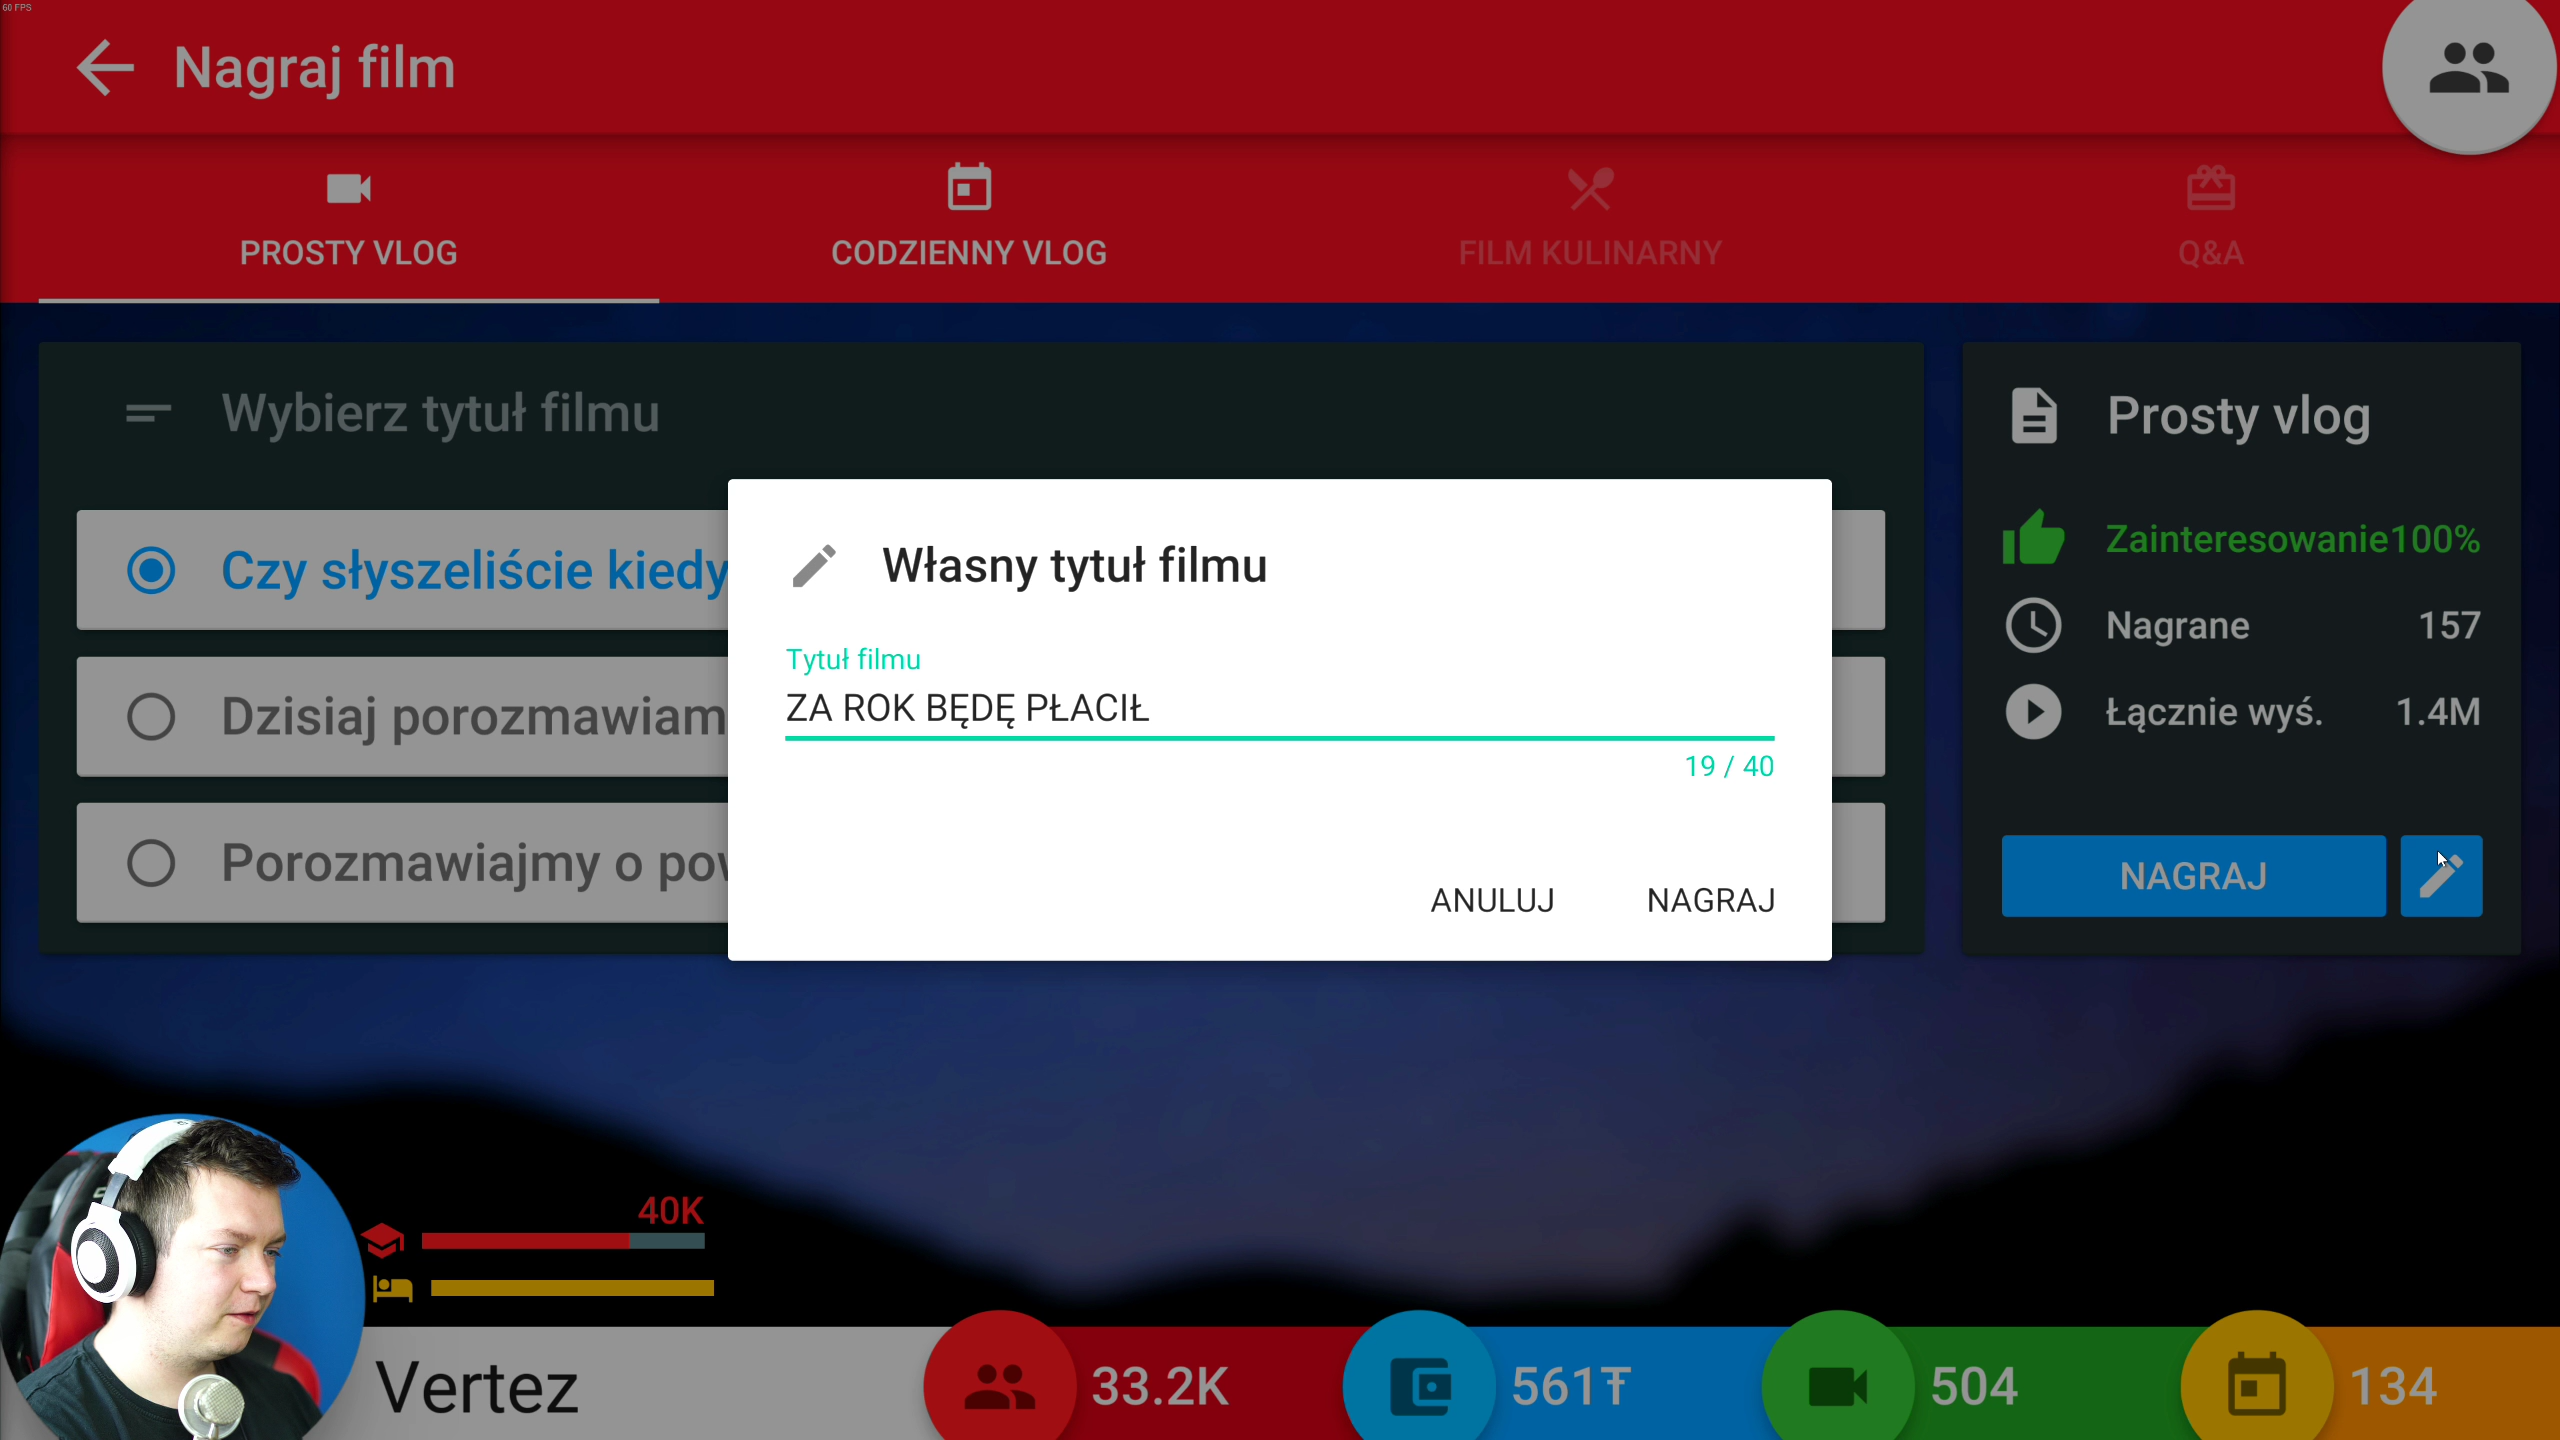 60 FPS
Nagraj film
PROSTY VLOG
CODZIENNY VLOG
FILM KULINARNY
Q&A
Wybierz tytuł filmu
Prosty vlog
Czy słyszeliście kiedy
Zainteresowanie100%
Dzisiaj porozmawiam
Nagrane 157
Łącznie wyś. 1.4M
Porozmawiajmy o pov
NAGRAJ
Własny tytuł filmu
Tytuł filmu
ZA ROK BĘDĘ PŁACIŁ
19 / 40
ANULUJ
NAGRAJ
40K
Vertez
33.2K
561Ŧ
504
134